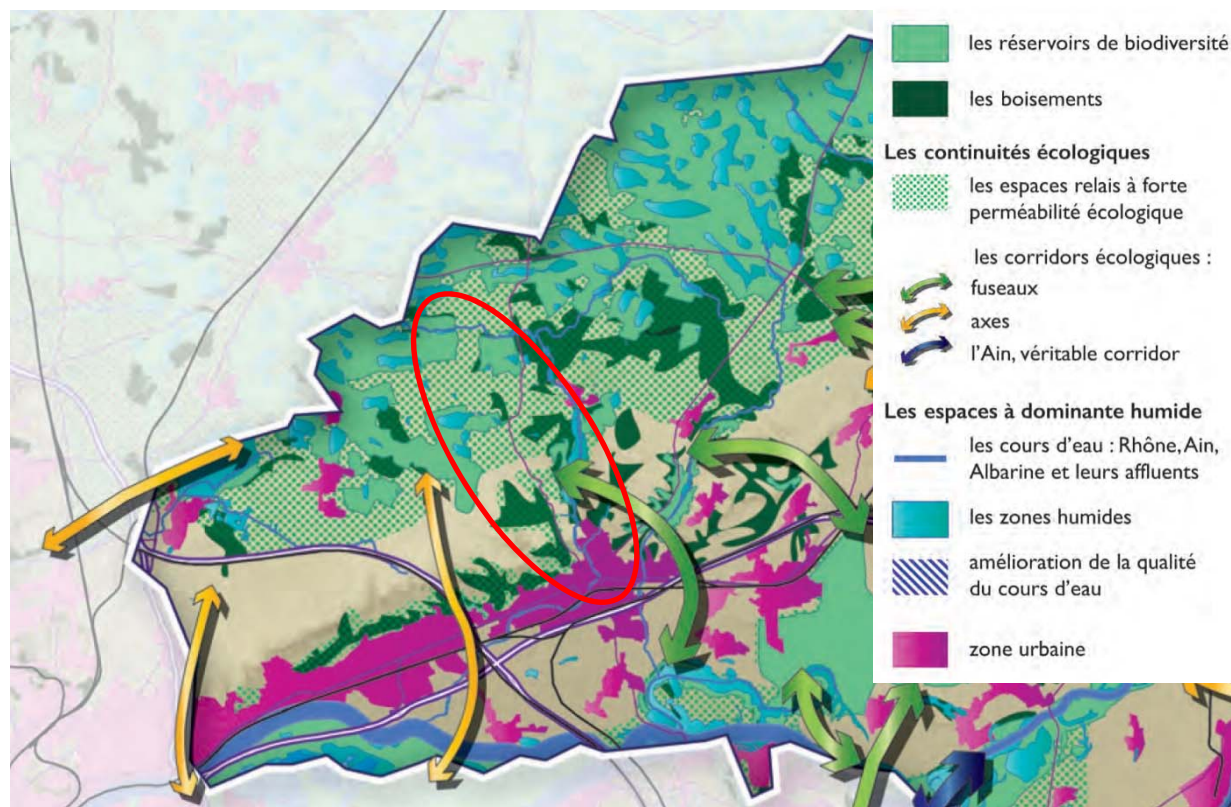 les réservoirs de biodiversité
les boisements
Les continuités écologiques
les espaces relais à forte
perméabilité écologique
les corridors écologiques :
fuseaux
axes
l'Ain, véritable corridor
Les espaces à dominante humide
les cours d'eau : Rhône, Ain,
Albarine et leurs affluents
les zones humides
amélioration de la qualité
du cours d'eau
zone urbaine